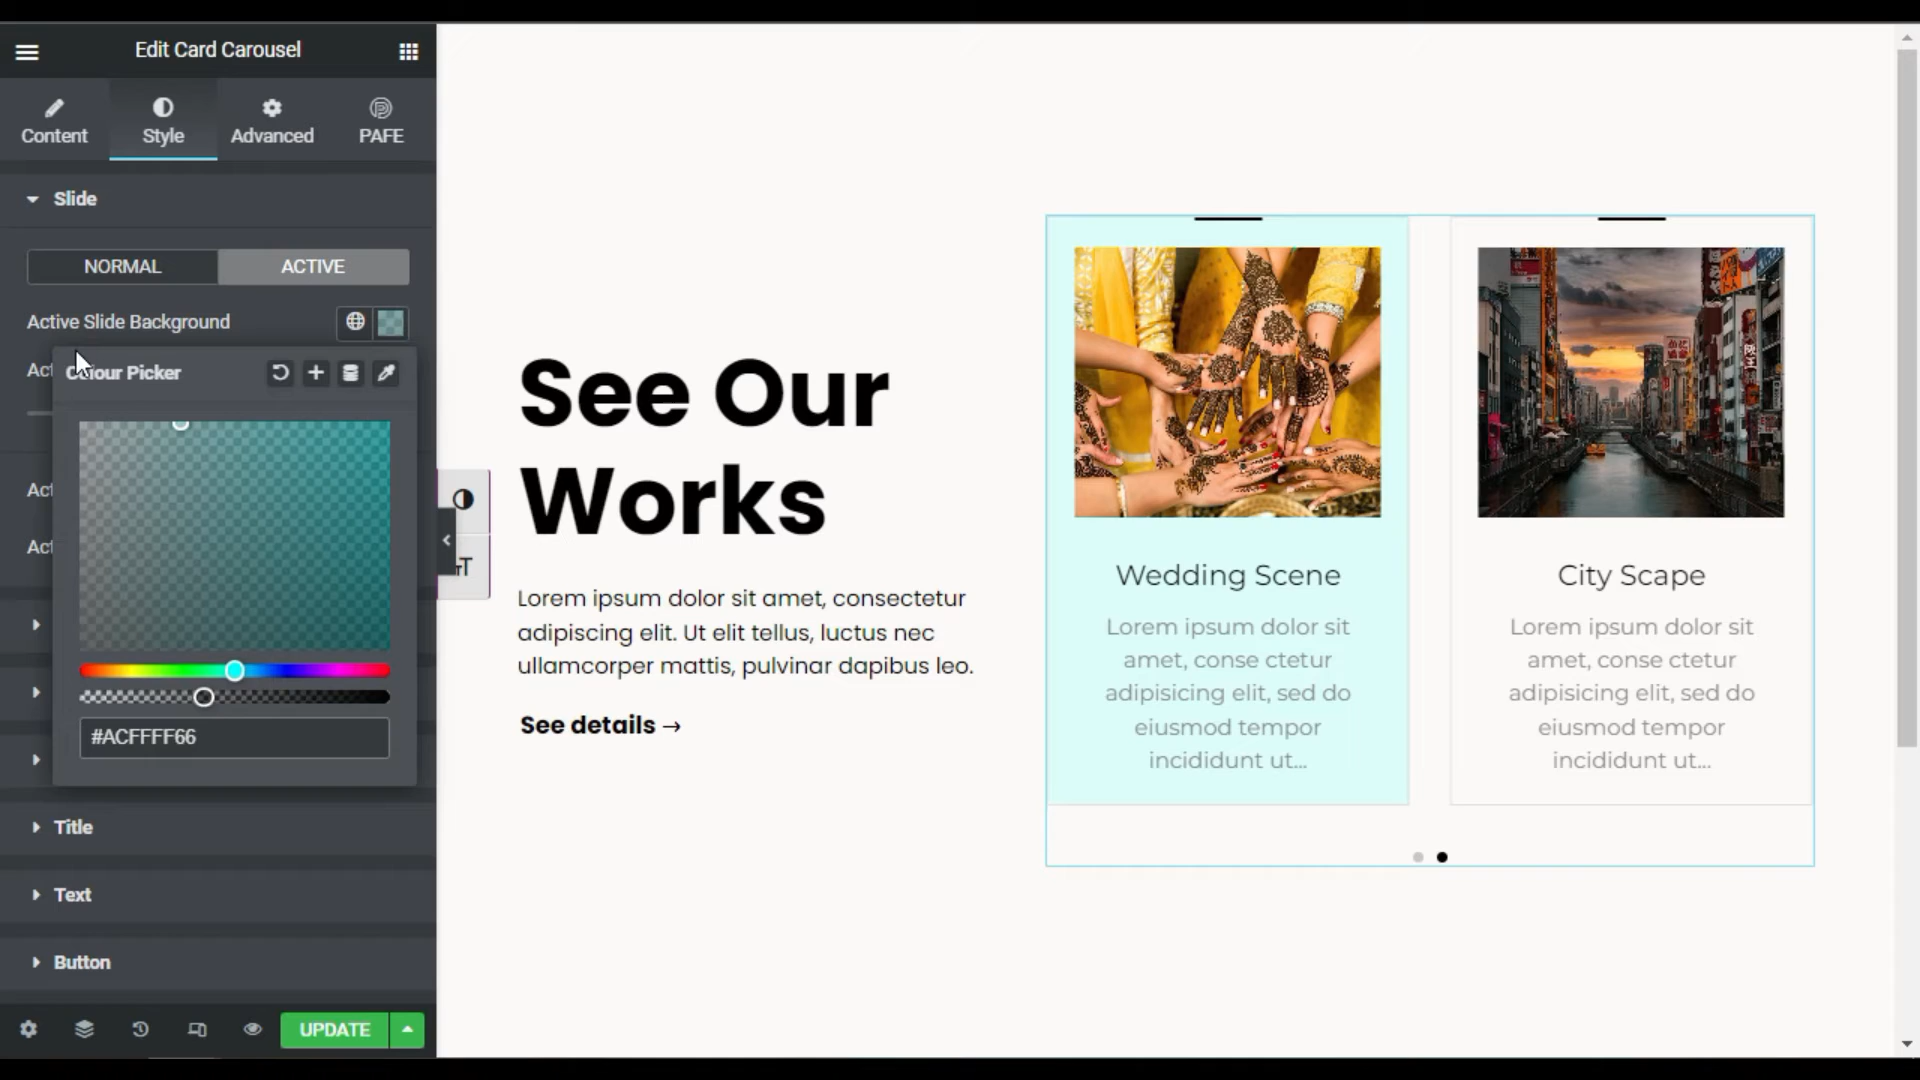 Edit Card Carousel
Content
Style
Advanced
PAFE
Slide
NORMAL
ACTIVE
Active Slide Background
Act
Colour Picker
#ACFFFF66
Act
Act
Title
Text
Button
UPDATE
TT
See Our
Works
Lorem ipsum dolor sit amet, consectetur
adipiscing elit. Ut elit tellus, luctus nec
ullamcorper mattis, pulvinar dapibus leo.
See details →
Wedding Scene
Lorem ipsum dolor sit
amet, conse ctetur
adipisicing elit, sed do
eiusmod tempor
incididunt ut...
City Scape
Lorem ipsum dolor sit
amet, conse ctetur
adipisicing elit, sed do
eiusmod tempor
incididunt ut...